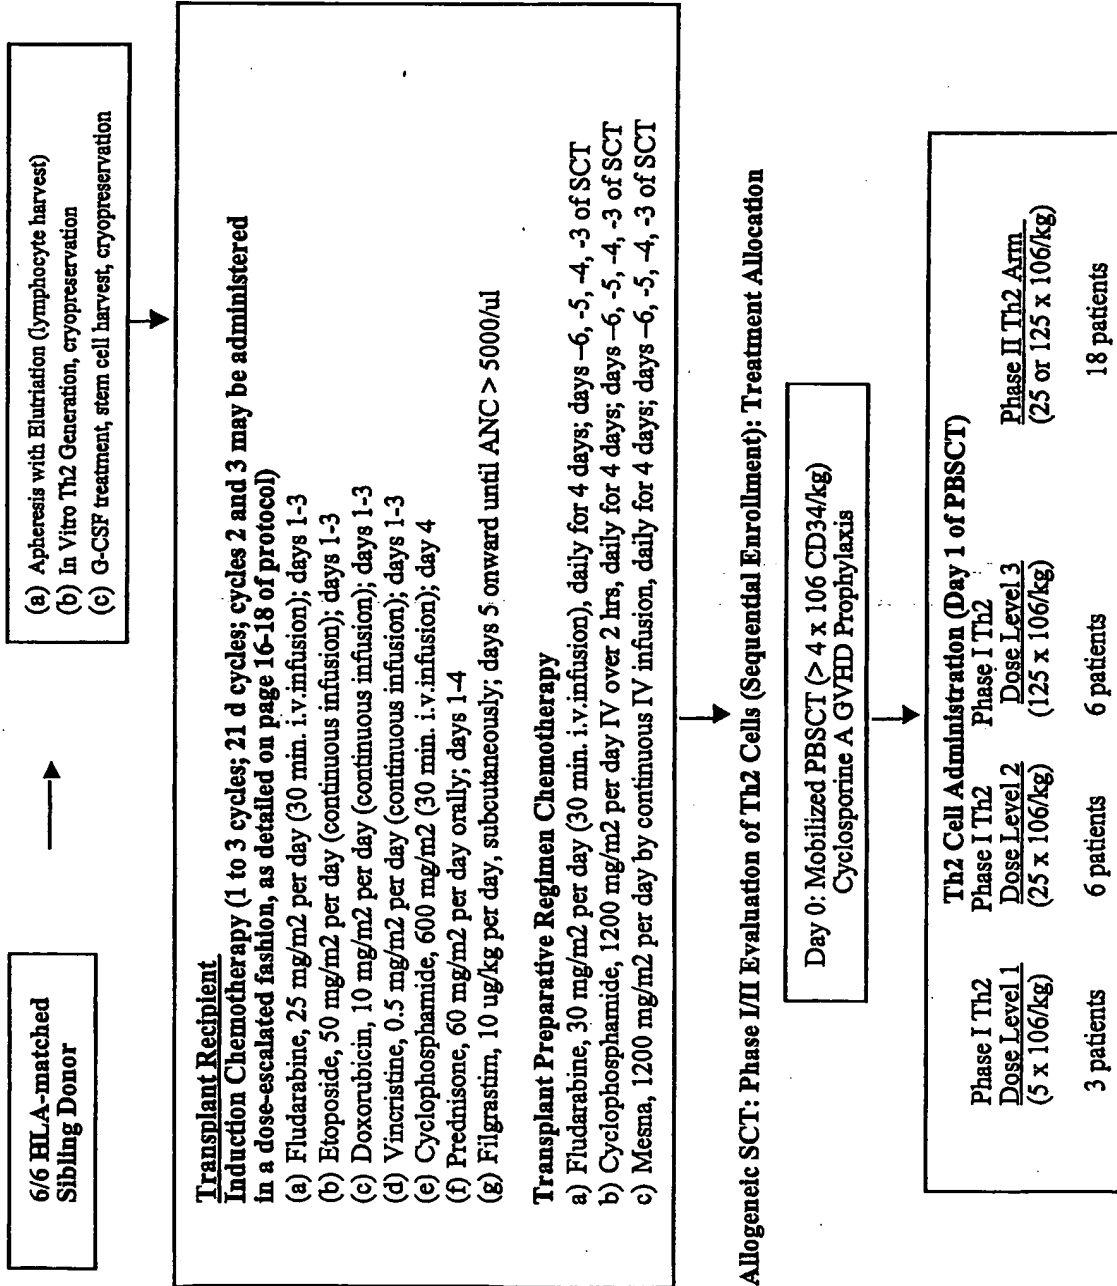 6/6 HLA-matched
Sibling Donor
(a) Apheresis with Elutriation (lymphocyte harvest)
(b) In Vitro Th2 Generation, cryopreservation
(c) G-CSF treatment, stem cell harvest, cryopreservation
Transplant Recipient
Induction Chemotherapy (1 to 3 cycles; 21 d cycles; cycles 2 and 3 may be administered
in a dose-escalated fashion, as detailed on page 16-18 of protocol)
(a) Fludarabine, 25 mg/m2 per day (30 min. i.v.infusion); days 1-3
(b) Etoposide, 50 mg/m2 per day (continuous infusion); days 1-3
(c) Doxorubicin, 10 mg/m2 per day (continuous infusion); days 1-3
(d) Vincristine, 0.5 mg/m2 per day (continuous infusion); days 1-3
(e) Cyclophosphamide, 600 mg/m2 (30 min. i.v.infusion); day 4
(f) Prednisone, 60 mg/m2 per day orally; days 1-4
(g) Filgrastim, 10 ug/kg per day, subcutaneously; days 5 onward until ANC > 5000/ul
Transplant Preparative Regimen Chemotherapy
a) Fludarabine, 30 mg/m2 per day (30 min. i.v.infusion), daily for 4 days; days –6, -5, -4, -3 of SCT
b) Cyclophosphamide, 1200 mg/m2 per day IV over 2 hrs, daily for 4 days; days –6, -5, -4, -3 of SCT
c) Mesna, 1200 mg/m2 per day by continuous IV infusion, daily for 4 days; days –6, -5, -4, -3 of SCT
Allogeneic SCT: Phase I/II Evaluation of Th2 Cells (Sequential Enrollment): Treatment Allocation
Day 0: Mobilized PBSCT (> 4 x 106 CD34/kg)
Cyclosporine A GVHD Prophylaxis
Th2 Cell Administration (Day 1 of PBSCT)
Phase I Th2
Dose Level 1
(5 x 106/kg)
3 patients
Phase I Th2
Dose Level 2
(25 x 106/kg)
6 patients
Phase I Th2
Dose Level 3
(125 x 106/kg)
6 patients
Phase II Th2 Arm
(25 or 125 x 106/kg)
18 patients